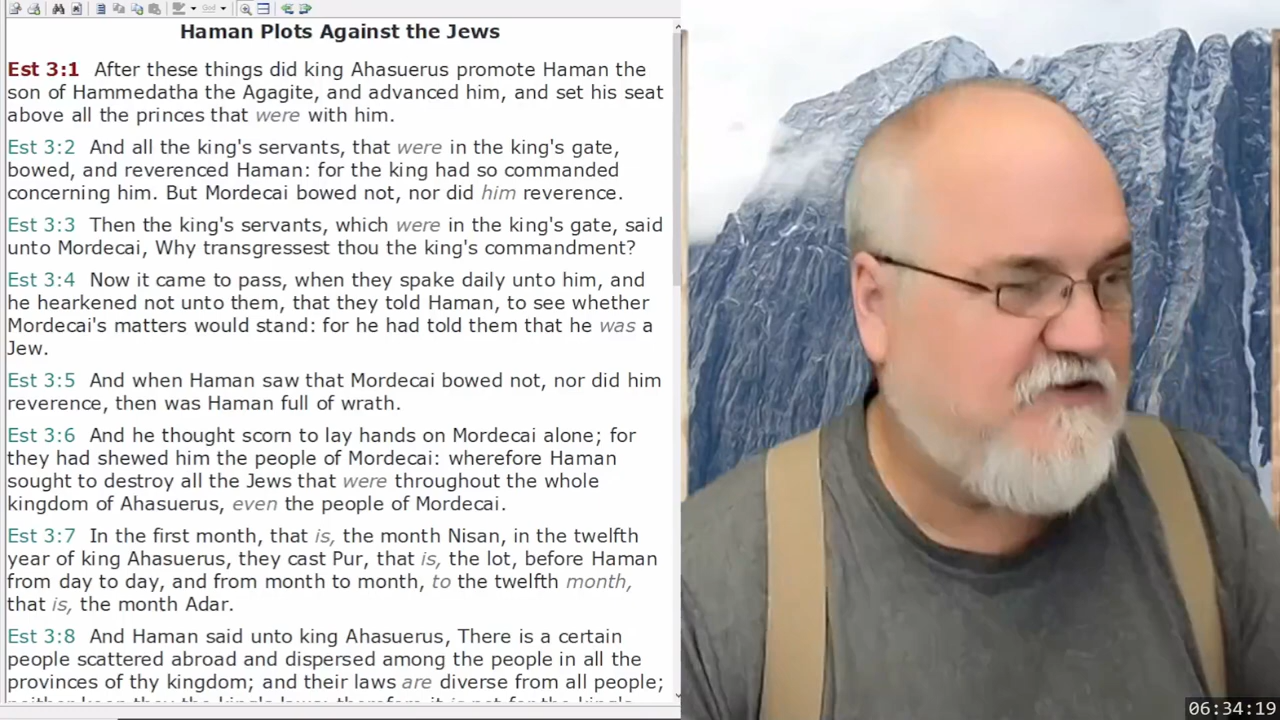 Haman Plots Against the Jews
Est 3:1 After these things did king Ahasuerus promote Haman the
son of Hammedatha the Agagite, and advanced him, and set his seat
above all the princes that were with him.
Est 3:2 And all the king's servants, that were in the king's gate,
bowed, and reverenced Haman: for the king had so commanded
concerning him. But Mordecai bowed not, nor did him reverence.
Est 3:3 Then the king's servants, which were in the king's gate, said
unto Mordecai, Why transgressest thou the king's commandment?
Est 3:4 Now it came to pass, when they spake daily unto him, and
he hearkened not unto them, that they told Haman, to see whether
Mordecai's matters would stand: for he had told them that he was a
Jew.
Est 3:5 And when Haman saw that Mordecai bowed not, nor did him
reverence, then was Haman full of wrath.
Est 3:6 And he thought scorn to lay hands on Mordecai alone; for
they had shewed him the people of Mordecai: wherefore Haman
sought to destroy all the Jews that were throughout the whole
kingdom of Ahasuerus, even the people of Mordecai.
Est 3:7 In the first month, that is, the month Nisan, in the twelfth
year of king Ahasuerus, they cast Pur, that is, the lot, before Haman
from day to day, and from month to month, to the twelfth month,
that is, the month Adar.
Est 3:8 And Haman said unto king Ahasuerus, There is a certain
people scattered abroad and dispersed among the people in all the
provinces of thy kingdom; and their laws are diverse from all people;
neither keep they the king's laws: therefore it is not for the king's
06:34:19